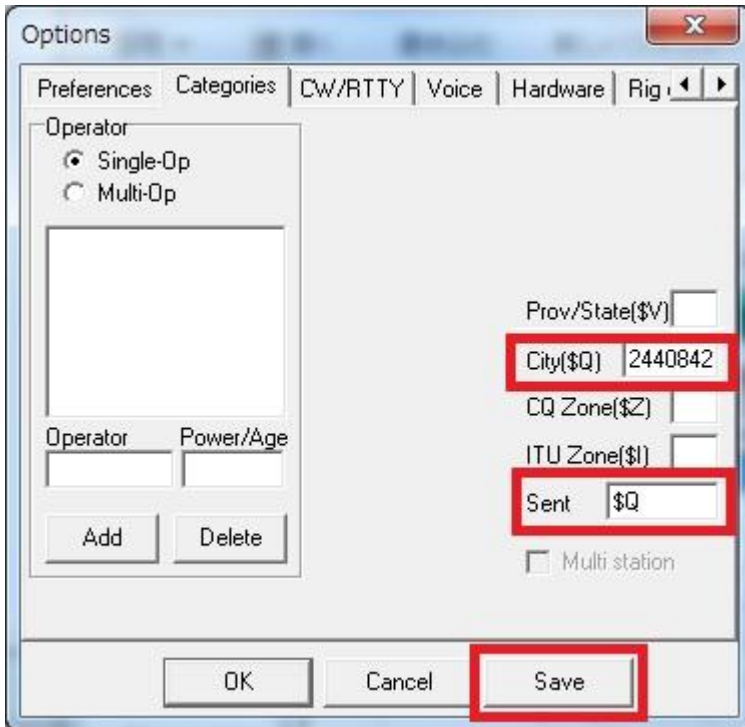 Options
Preferences Categories CW/RTTY Voice Hardware Rig
Operator
Single-Op
Multi-Op
Prov/State($V)
City($Q) 2440842
CQ Zone($Z)
ITU Zone($I)
Operator Power/Age
Sent $Q
Add Delete
Multi station
OK Cancel Save